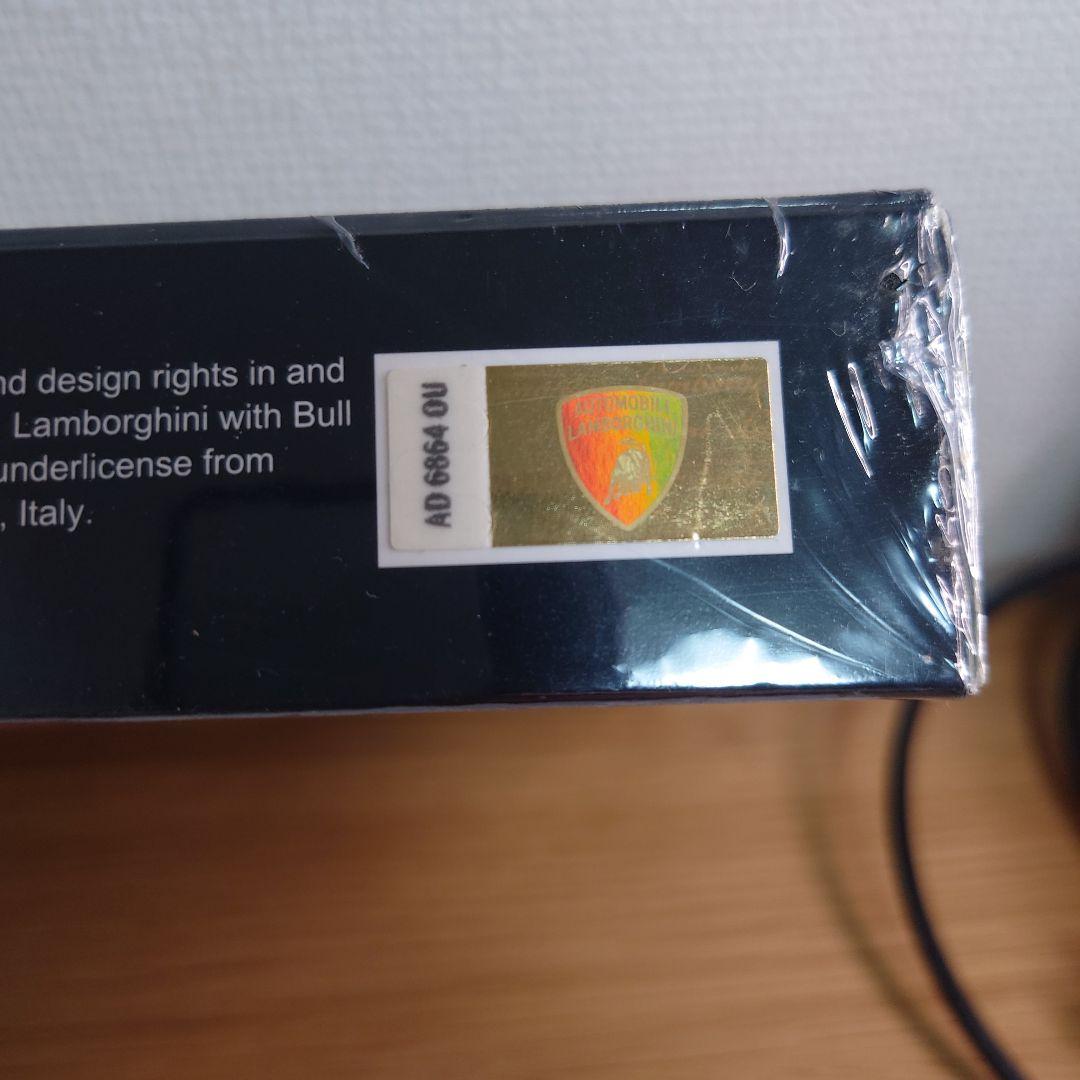 nd design rights in and
Lamborghini with Bull
underlicense from
, Italy.
AD 6864 OU
AUTOMOBILI
LAMBORGHINI